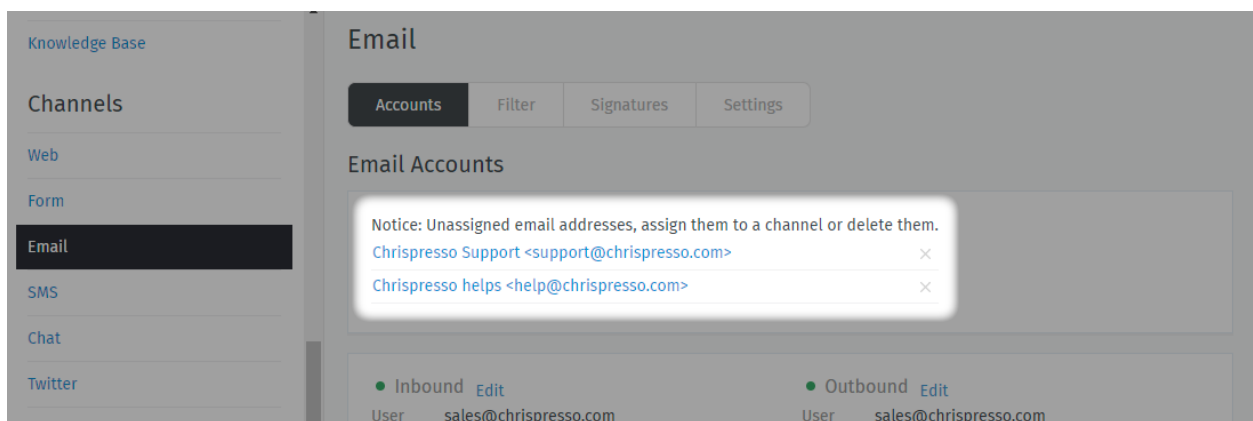 Knowledge Base
Channels
Web
Form
Email
SMS
Chat
Twitter
Email
Accounts Filter Signatures Settings
Email Accounts
Notice: Unassigned email addresses, assign them to a channel or delete them.
Chrispresso Support <support@chrispresso.com>
Chrispresso helps <help@chrispresso.com>
Inbound Edit Outbound Edit
User sales@chrispresso.com User sales@chrispresso.com